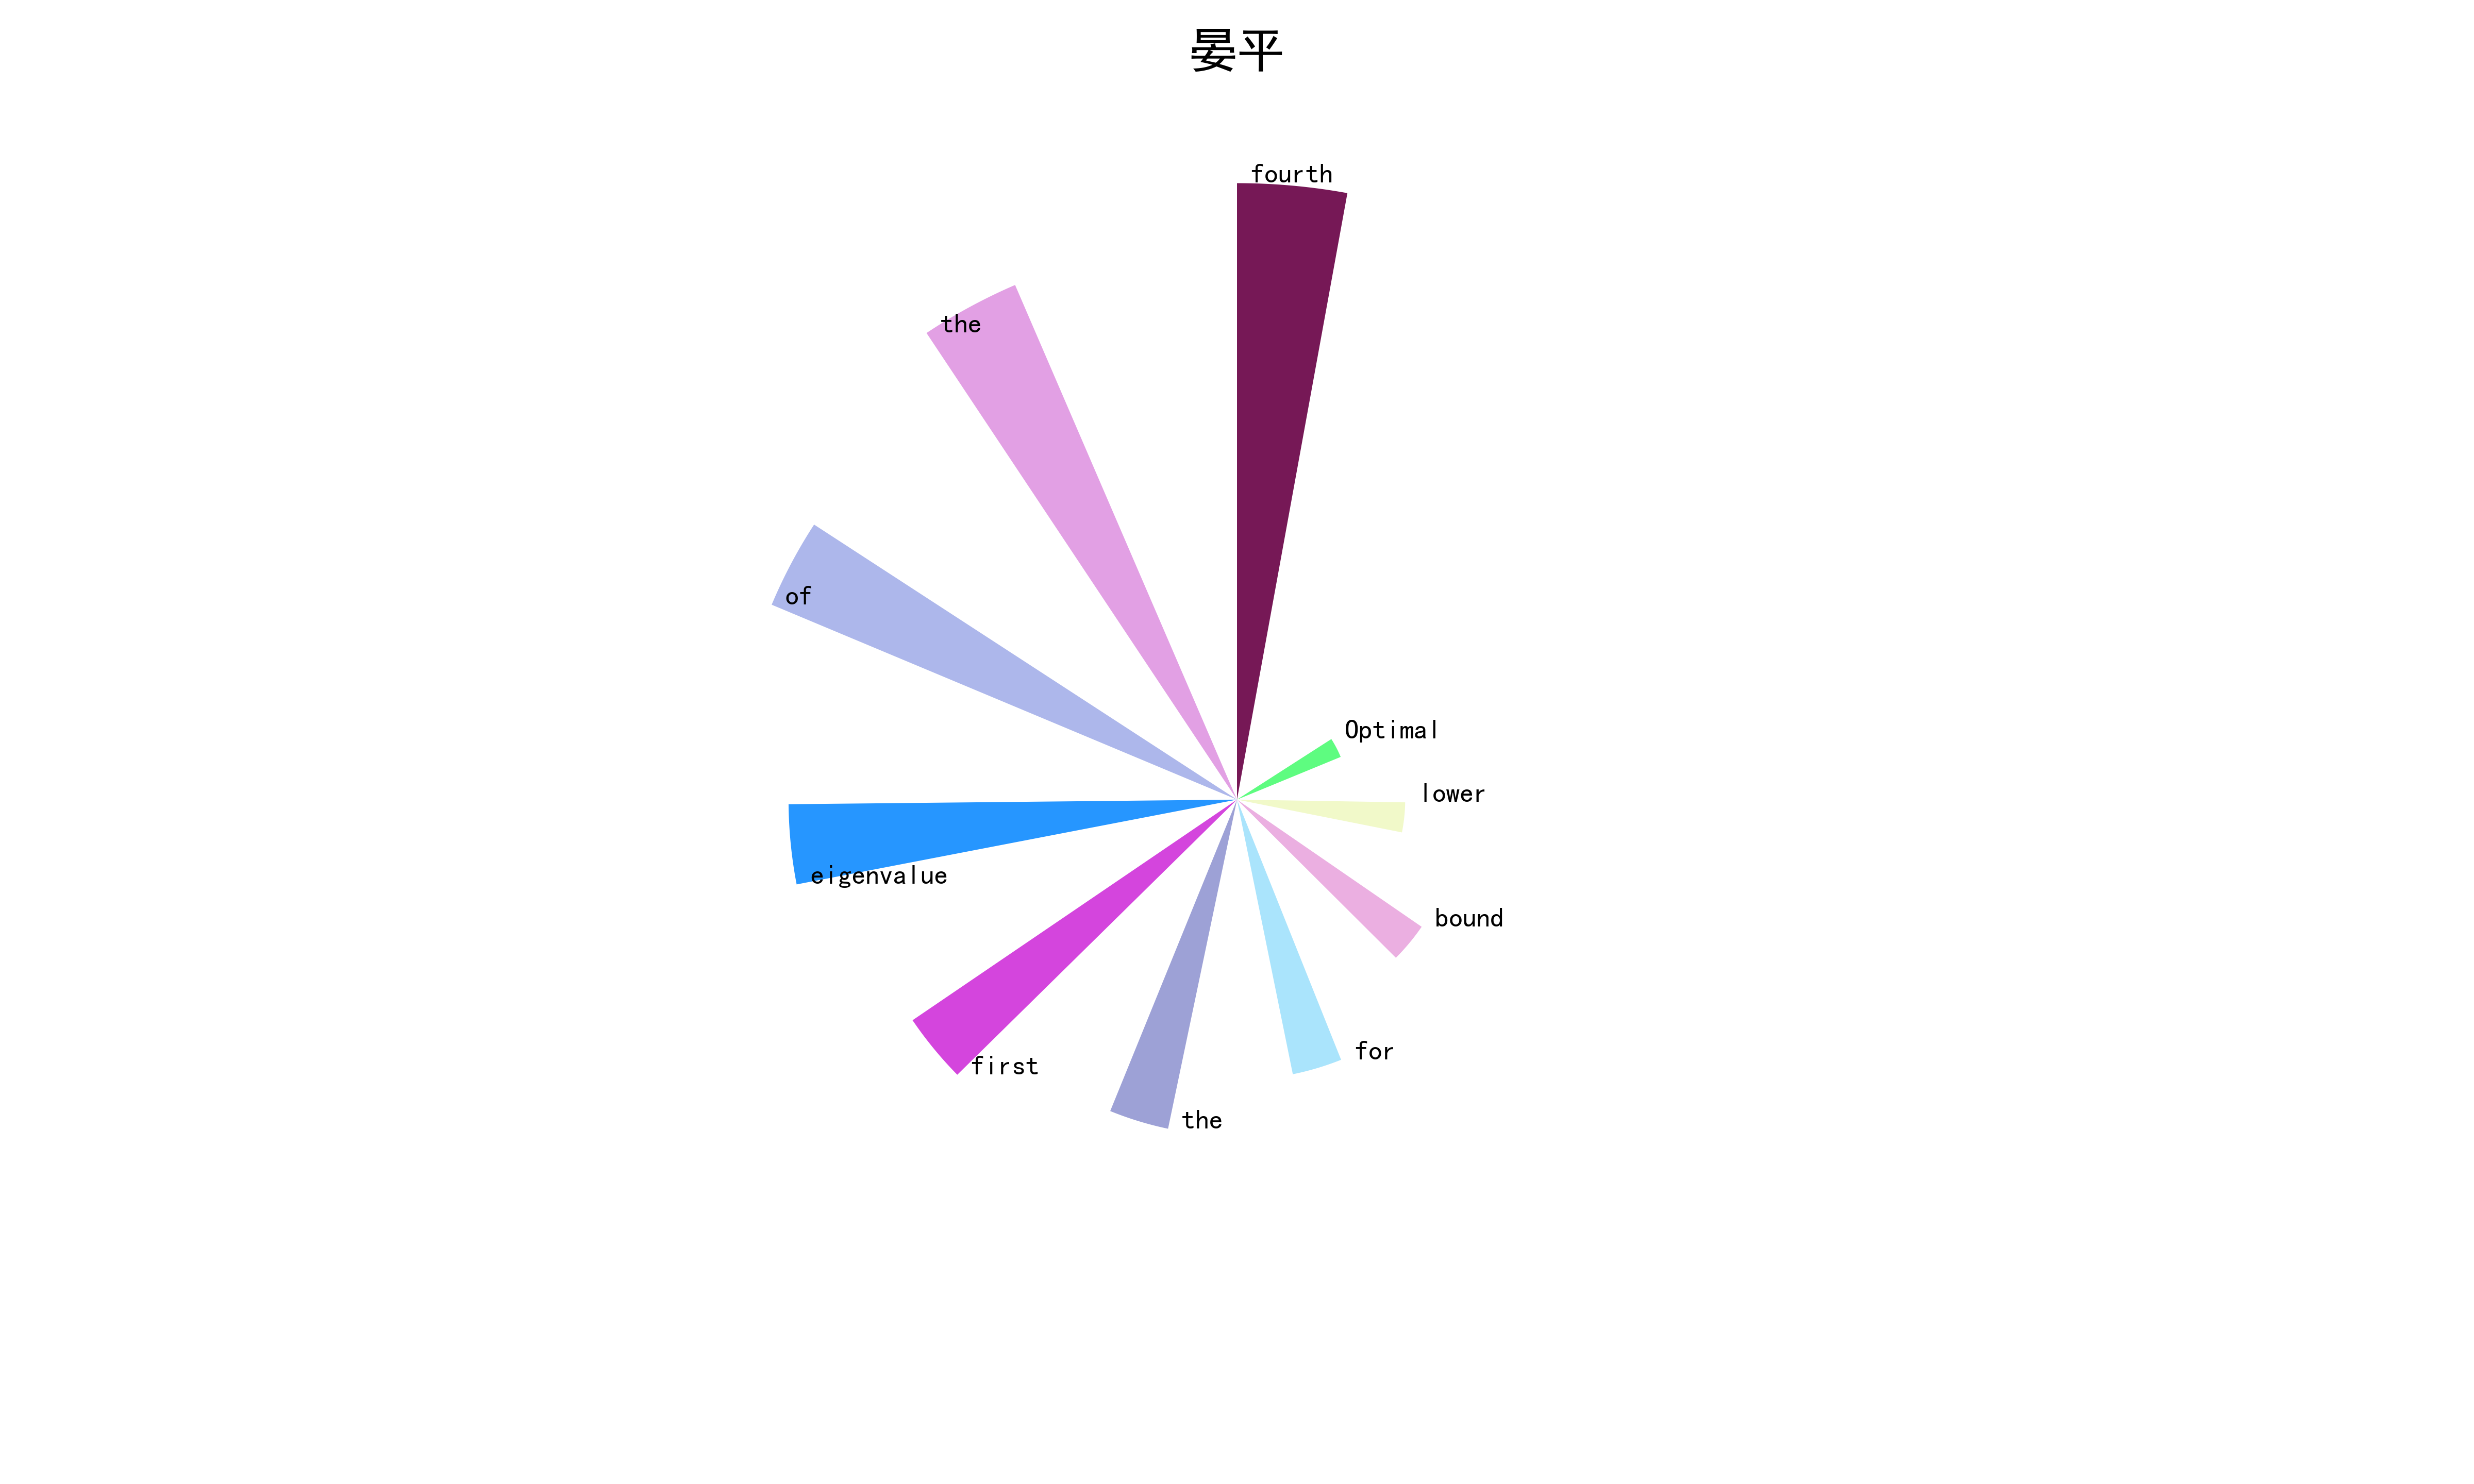 晏平
fourth
the
of
Optimal
lower
eigenvalue
bound
for
first
the